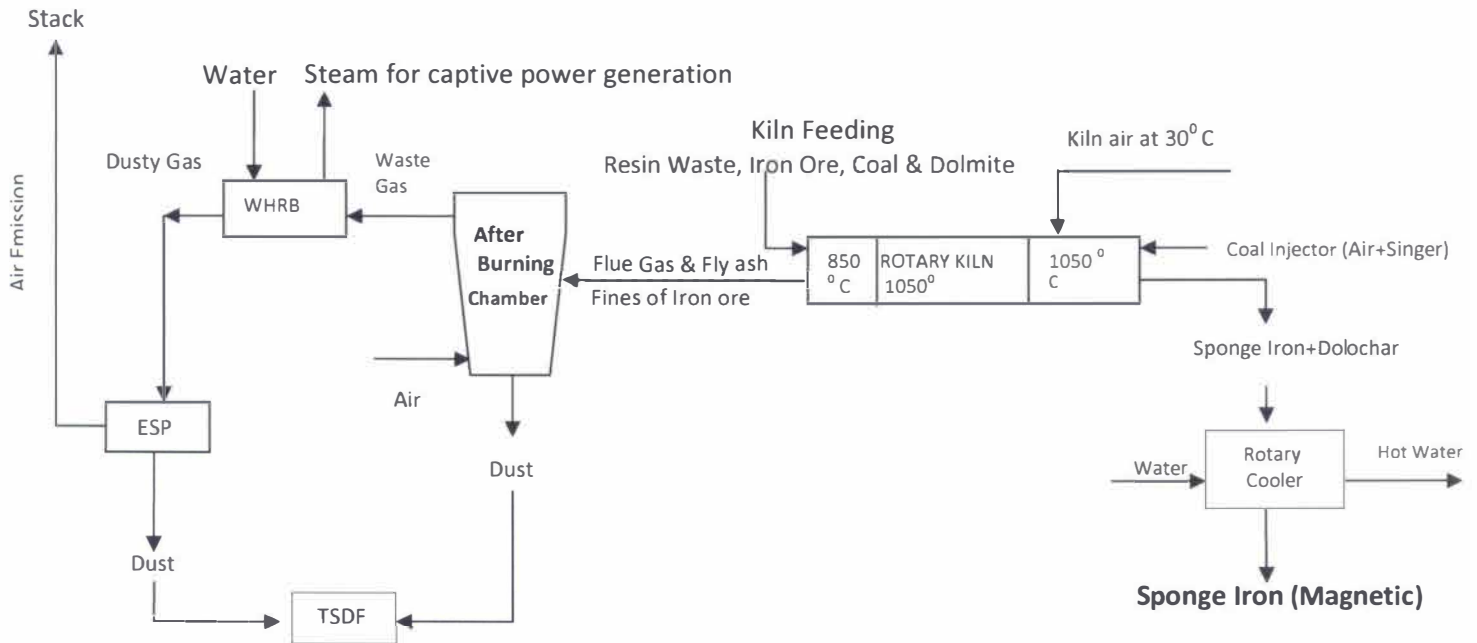 Stack
Water Steam for captive power generation
Kiln Feeding
Resin Waste, Iron Ore, Coal & Dolmite
Kiln air at 30⁰ C
Dusty Gas
Waste
Gas
WHRB
Air Emission
After
Burning
Chamber
Flue Gas & Fly ash
Fines of Iron ore
850
⁰ C
ROTARY KILN
1050⁰
1050 ⁰
C
Coal Injector (Air+Singer)
Sponge Iron+Dolochar
Air
ESP
Dust
Water
Rotary
Cooler
Hot Water
Dust
TSDF
Sponge Iron (Magnetic)